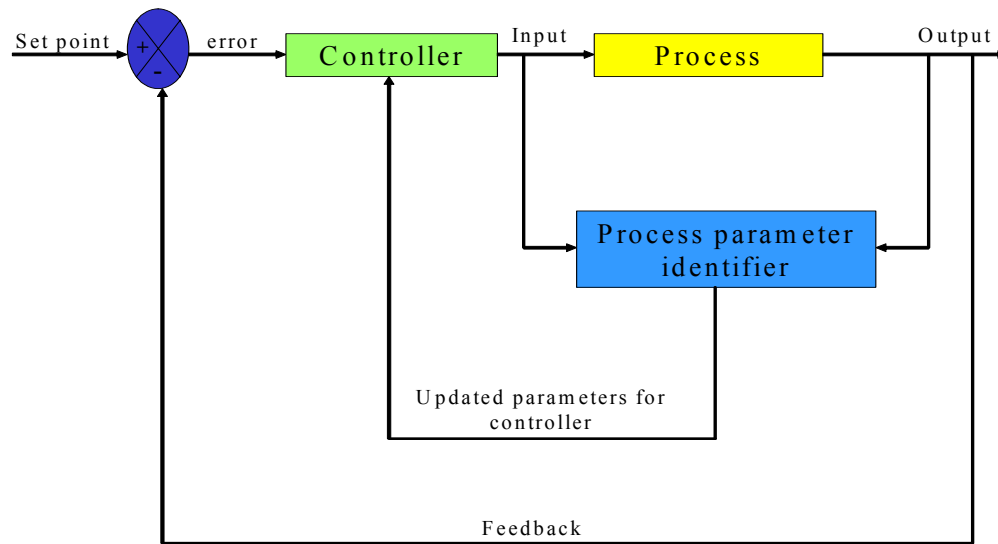 Set point
+
-
error
Controller
Input
Process
Output
Process parameter
identifier
Updated parameters for
controller
Feedback